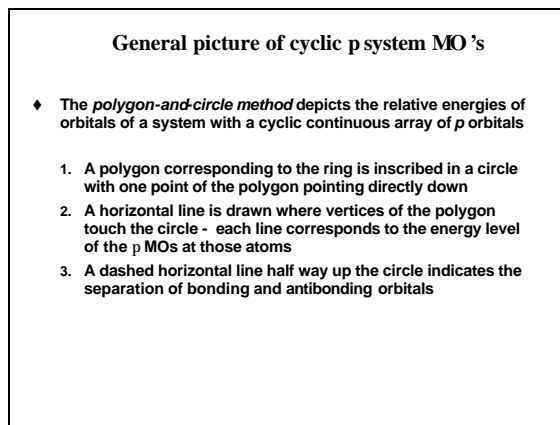 General picture of cyclic p system MO's
♦ The polygon-and-circle method depicts the relative energies of
orbitals of a system with a cyclic continuous array of p orbitals
1. A polygon corresponding to the ring is inscribed in a circle
with one point of the polygon pointing directly down
2. A horizontal line is drawn where vertices of the polygon
touch the circle - each line corresponds to the energy level
of the p MOs at those atoms
3. A dashed horizontal line half way up the circle indicates the
separation of bonding and antibonding orbitals